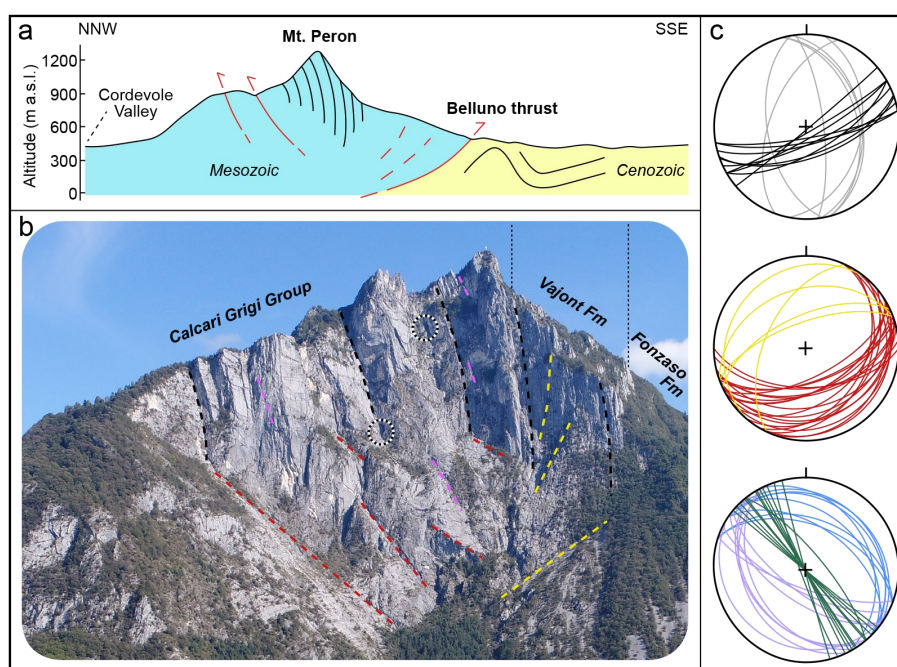 a
NNW
Mt. Peron
SSE
c
Altitude (m a.s.l.)
1200
900
600
300
0
Cordevole
Valley
Belluno thrust
Mesozoic
Cenozoic
b
Calcari Grigi Group
Vajont Fm
Fonzaso
Fm